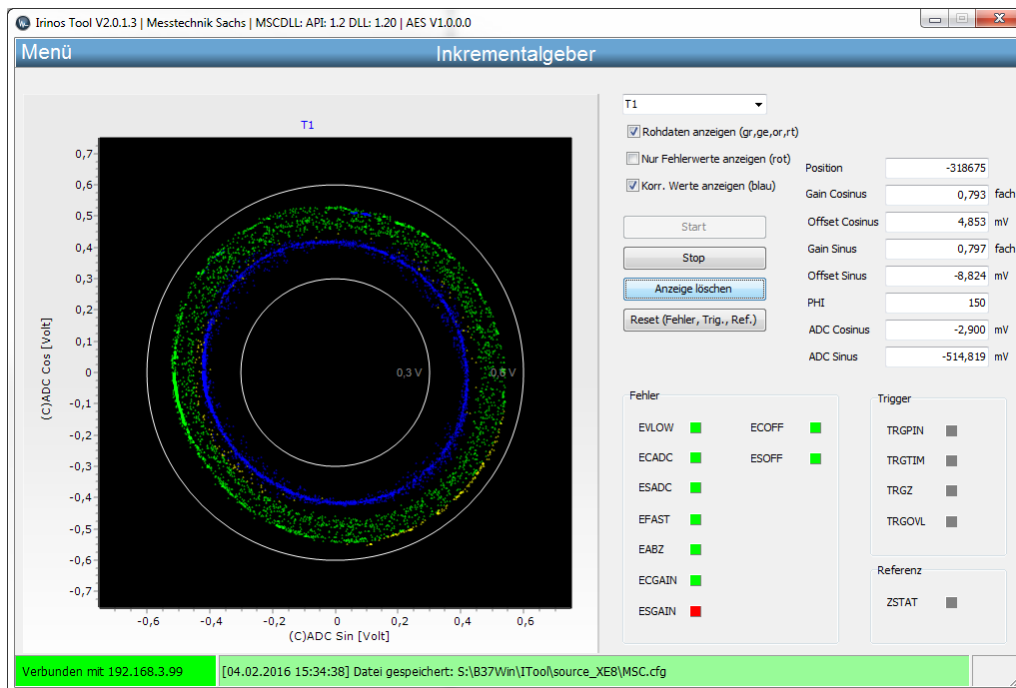 Irinos Tool V2.0.1.3 | Messtechnik Sachs | MSCDLL: API: 1.2 DLL: 1.20 | AES V1.0.0.0
Menü
Inkrementalgeber
T1
0,7
0,6
0,5
0,4
0,3
0,2
0,1
0
-0,1
-0,2
-0,3
-0,4
-0,5
-0,6
-0,7
(C)ADC Cos [Volt]
0,3 V
0,6 V
-0,6 -0,4 -0,2 0 0,2 0,4 0,6
(C)ADC Sin [Volt]
T1
Rohdaten anzeigen (gr,ge,or,rt)
Nur Fehlerwerte anzeigen (rot)
Korr. Werte anzeigen (blau)
Start
Stop
Anzeige löschen
Reset (Fehler, Trig., Ref.)
Position -318675
Gain Cosinus 0,793 fach
Offset Cosinus 4,853 mV
Gain Sinus 0,797 fach
Offset Sinus -8,824 mV
PHI 150
ADC Cosinus -2,900 mV
ADC Sinus -514,819 mV
Fehler
EVLOW ECOFF
ECADC ESOFF
ESADC
EFAST
EABZ
ECGAIN
ESGAIN
Trigger
TRGPIN
TRGTIM
TRGZ
TRGOVL
Referenz
ZSTAT
Verbunden mit 192.168.3.99
[04.02.2016 15:34:38] Datei gespeichert: S:\B37Win\ITool\source_XE8\MSC.cfg